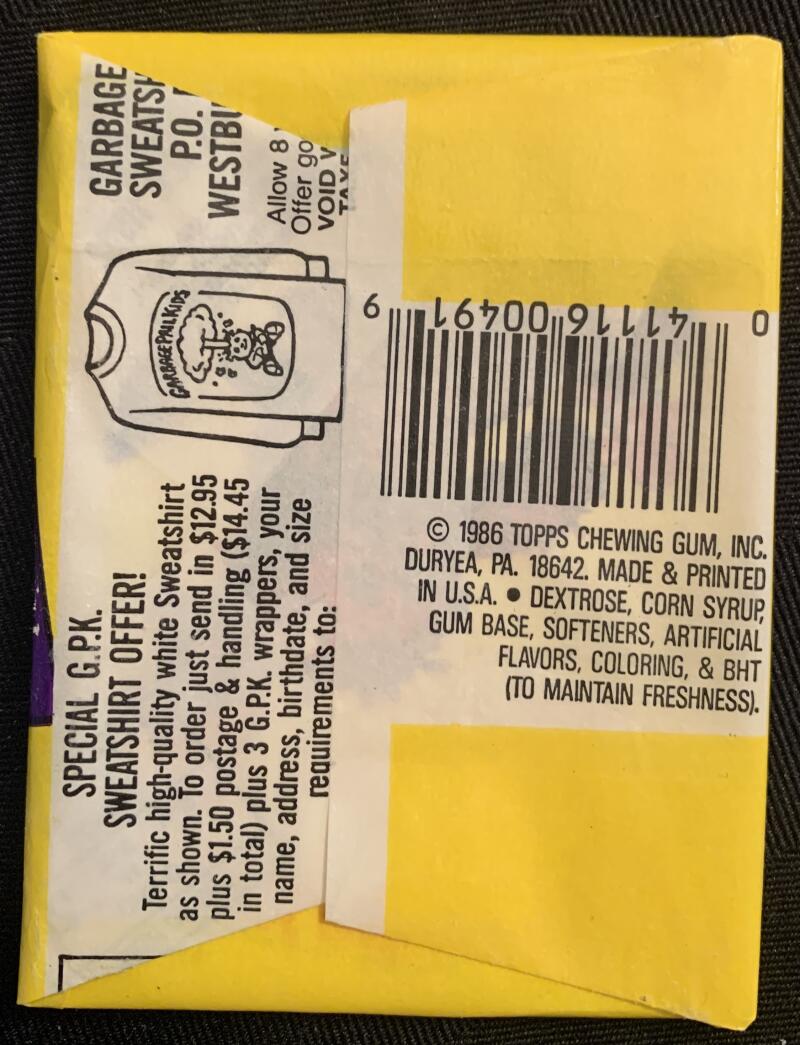 SPECIAL G.P.K.
SWEATSHIRT OFFER!
Terrific high-quality white Sweatshirt
as shown. To order just send in $12.95
plus $1.50 postage & handling ($14.45
in total) plus 3 G.P.K. wrappers, your
name, address, birthdate, and size
requirements to:
GARBAGE PAIL KIDS
GARBAGE
SWEATSH
P.O.
WESTBU
Allow 8
Offer go
VOID
0 41116 00491 9
© 1986 TOPPS CHEWING GUM, INC.
DURYEA, PA. 18642. MADE & PRINTED
IN U.S.A. • DEXTROSE, CORN SYRUP,
GUM BASE, SOFTENERS, ARTIFICIAL
FLAVORS, COLORING, & BHT
(TO MAINTAIN FRESHNESS).